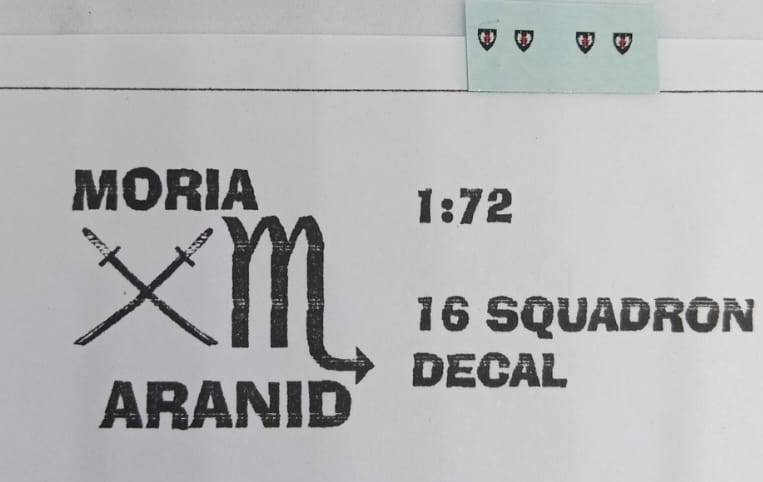 MORIA
ARANID
1:72
16 SQUADRON
DECAL